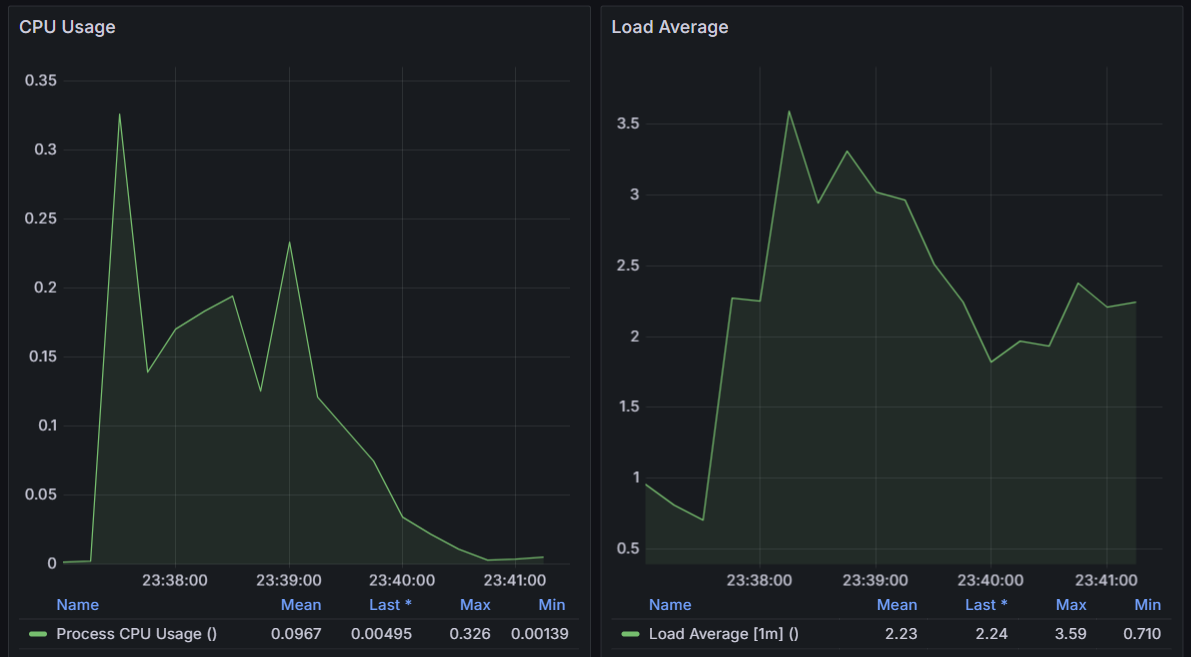 CPU Usage
0.35
0.3
0.25
0.2
0.15
0.1
0.05
0
23:38:00 23:39:00 23:40:00 23:41:00
Name Mean Last * Max Min
Process CPU Usage () 0.0967 0.00495 0.326 0.00139
Load Average
3.5
3
2.5
2
1.5
1
0.5
23:38:00 23:39:00 23:40:00 23:41:00
Name Mean Last * Max Min
Load Average [1m] () 2.23 2.24 3.59 0.710